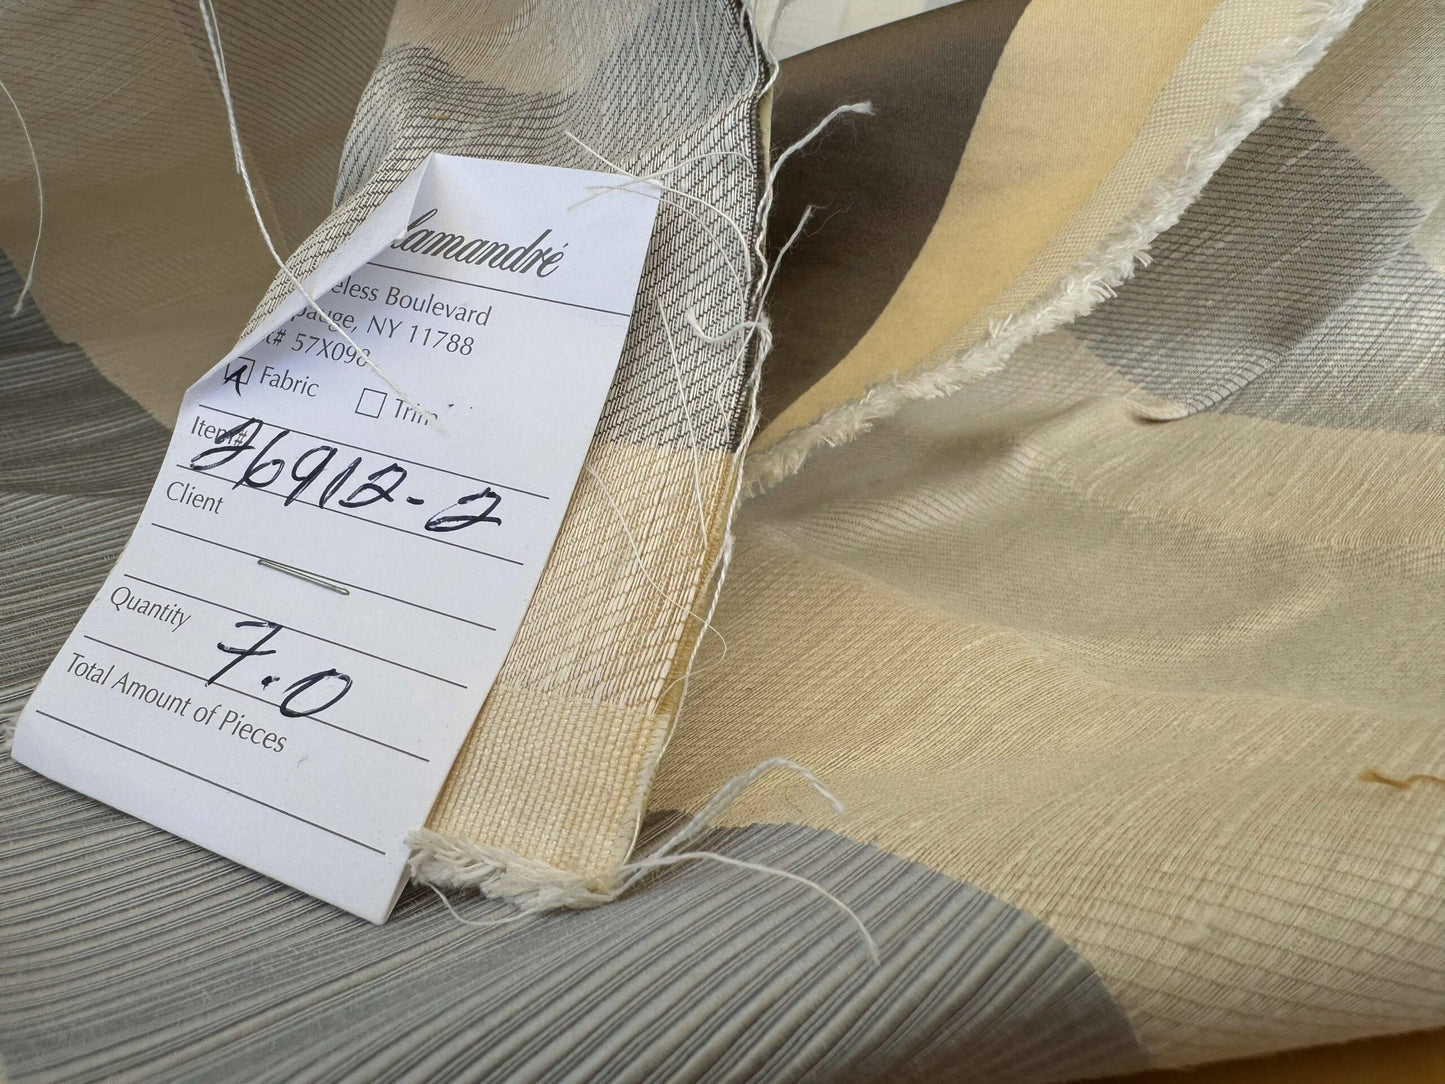 lamandré
eless Boulevard
pauge, NY 11788
t# 57X098
Fabric Trim
Item#
26912-2
Client
Quantity
7.0
Total Amount of Pieces